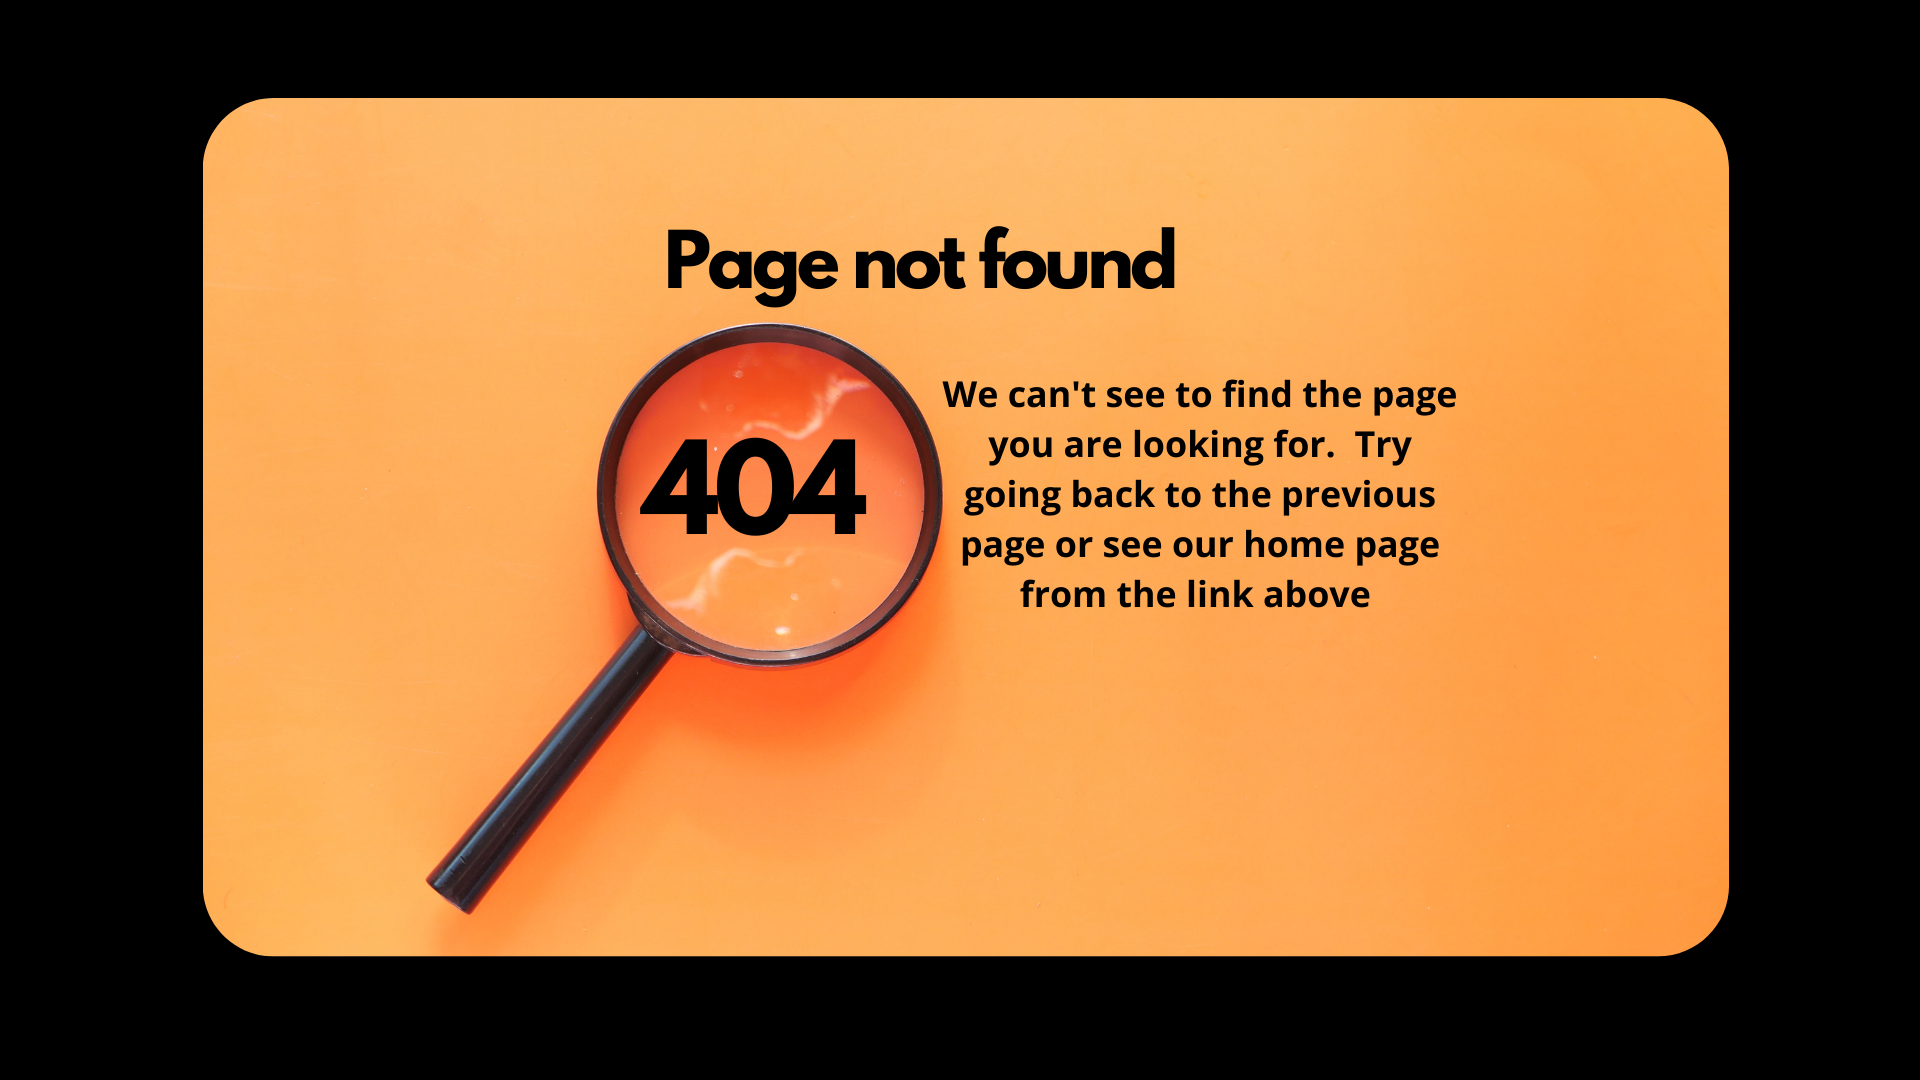 Page not found
404
We can't see to find the page
you are looking for.  Try
going back to the previous
page or see our home page
from the link above